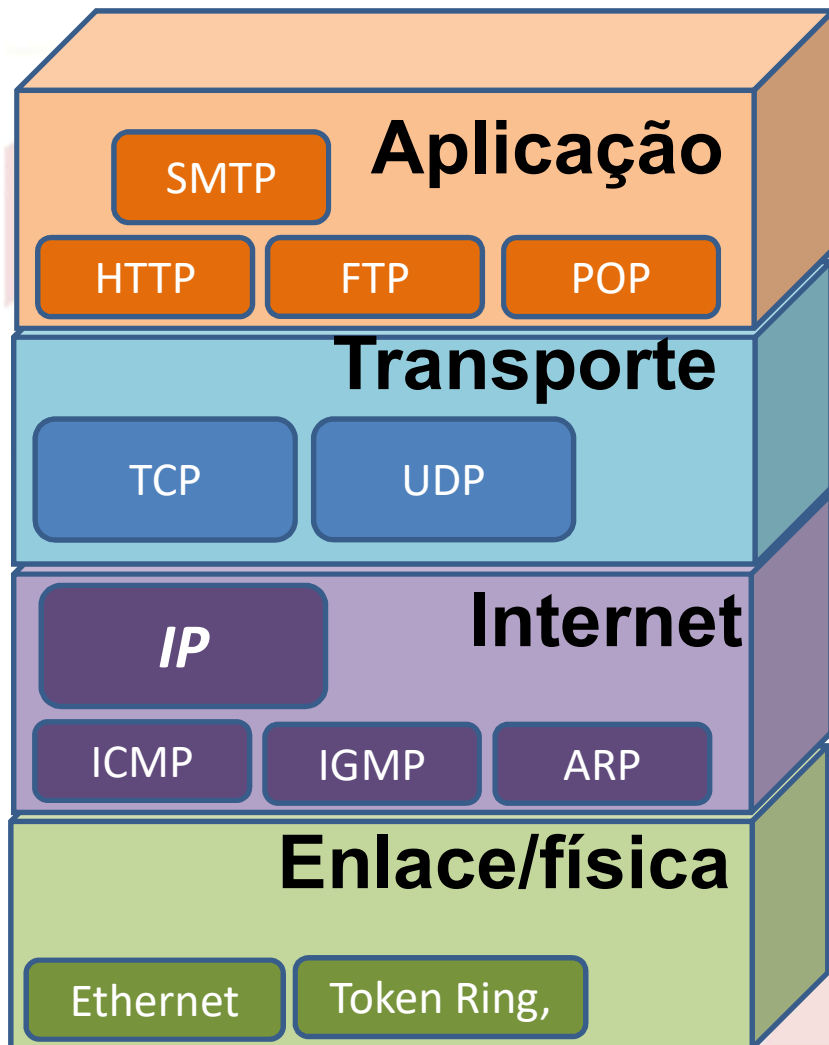 Aplicação
SMTP
HTTP FTP POP
Transporte
TCP UDP
Internet
IP
ICMP IGMP ARP
Enlace/física
Ethernet Token Ring,